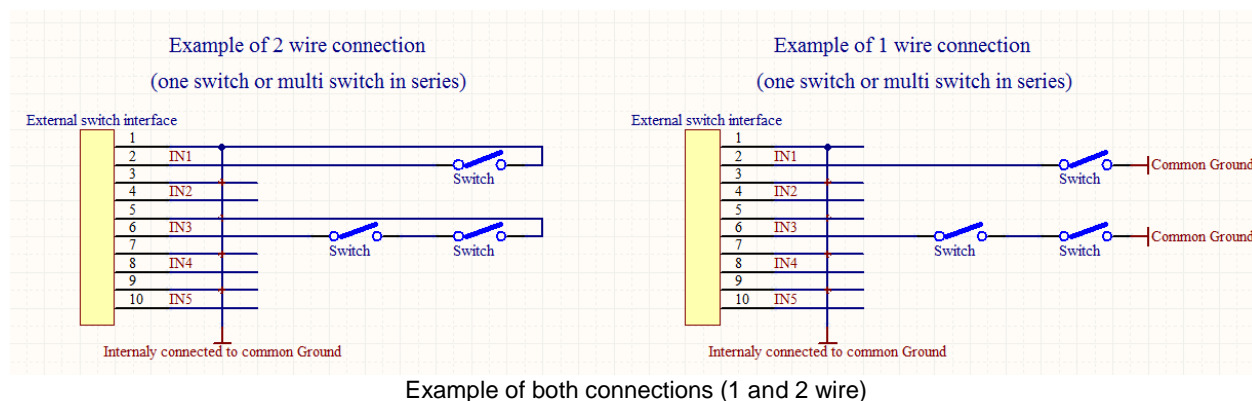 Example of 2 wire connection
(one switch or multi switch in series)
External switch interface
1
2 IN1
3
4 IN2
5
6 IN3
7
8 IN4
9
10 IN5
Switch
Switch
Switch
Internaly connected to common Ground
Example of 1 wire connection
(one switch or multi switch in series)
External switch interface
1
2 IN1
3
4 IN2
5
6 IN3
7
8 IN4
9
10 IN5
Switch
Common Ground
Switch
Switch
Common Ground
Internaly connected to common Ground
Example of both connections (1 and 2 wire)